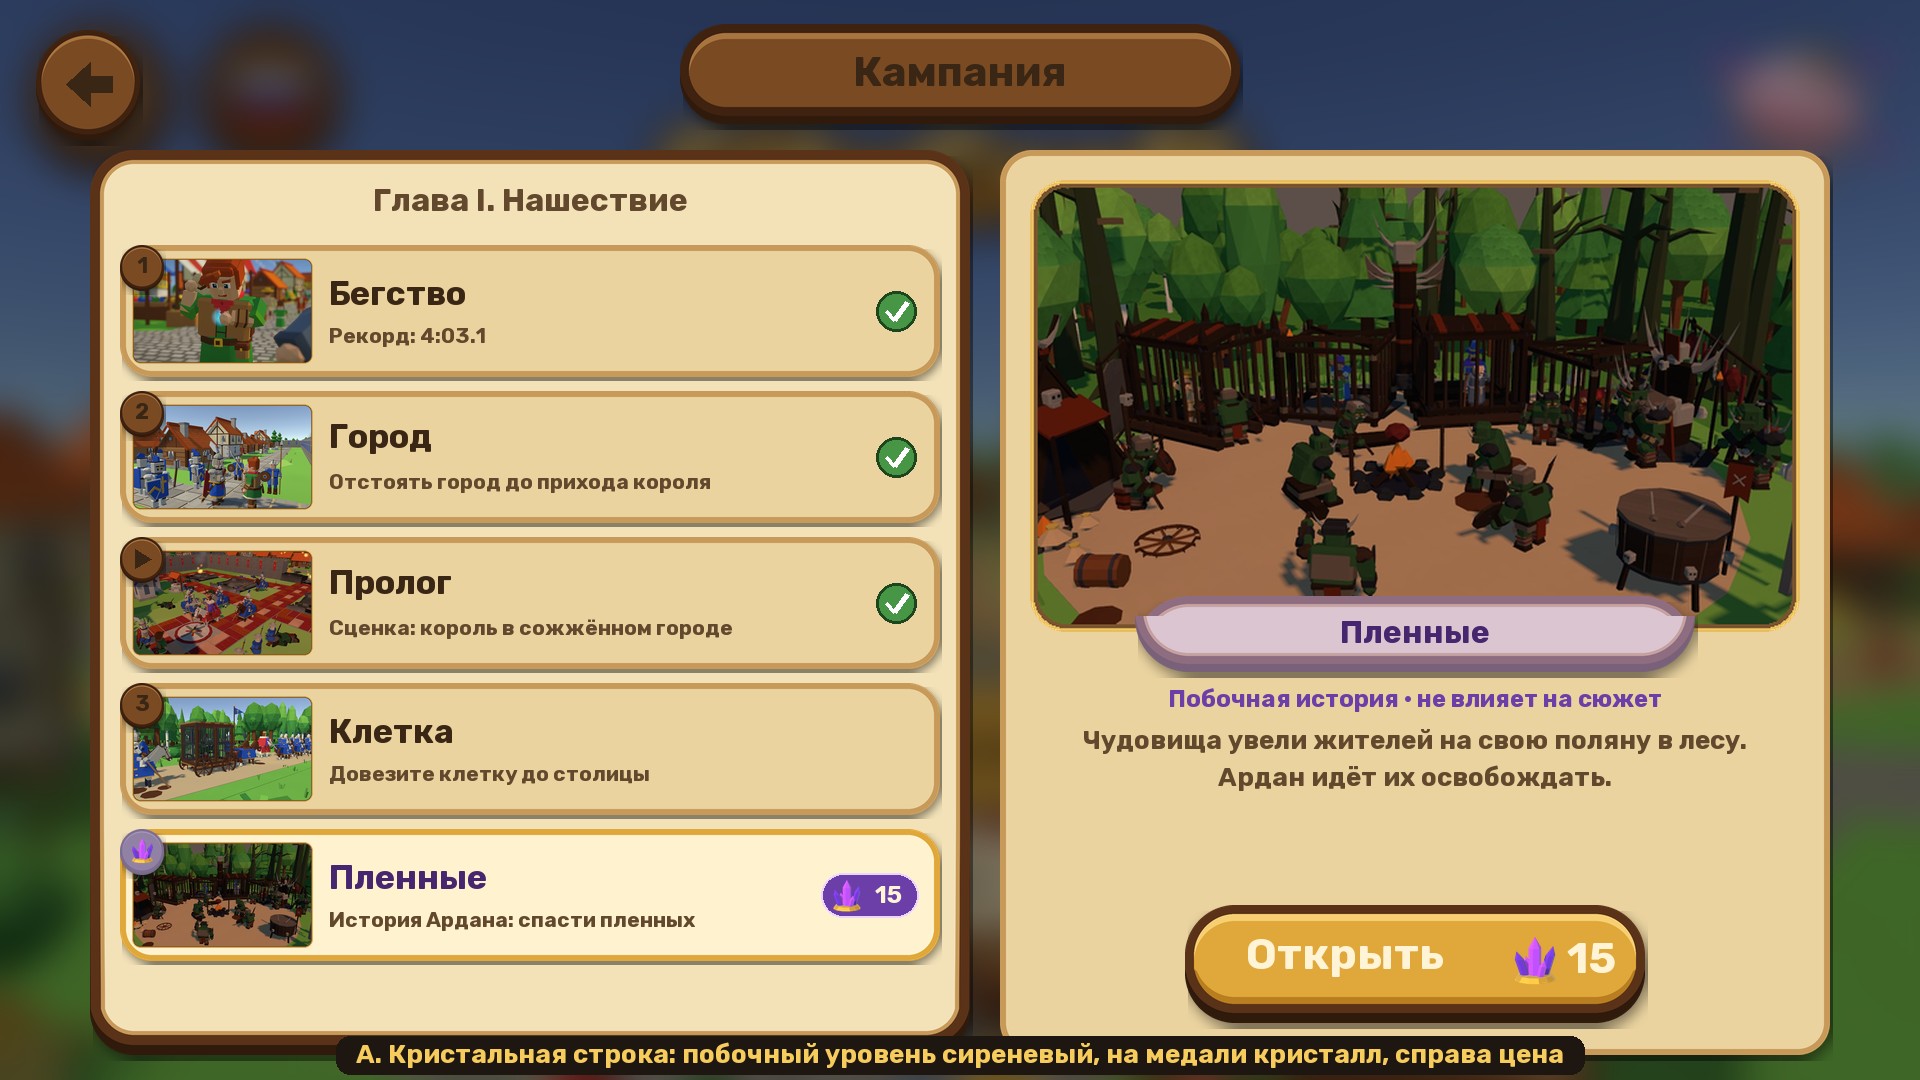 Кампания
Глава I. Нашествие
1
Бегство
Рекорд: 4:03.1
2
Город
Отстоять город до прихода короля
Пролог
Сценка: король в сожжённом городе
3
Клетка
Довезите клетку до столицы
Пленные
История Ардана: спасти пленных
15
Пленные
Побочная история • не влияет на сюжет
Чудовища увели жителей на свою поляну в лесу.
Ардан идёт их освобождать.
Открыть 15
А. Кристальная строка: побочный уровень сиреневый, на медали кристалл, справа цена